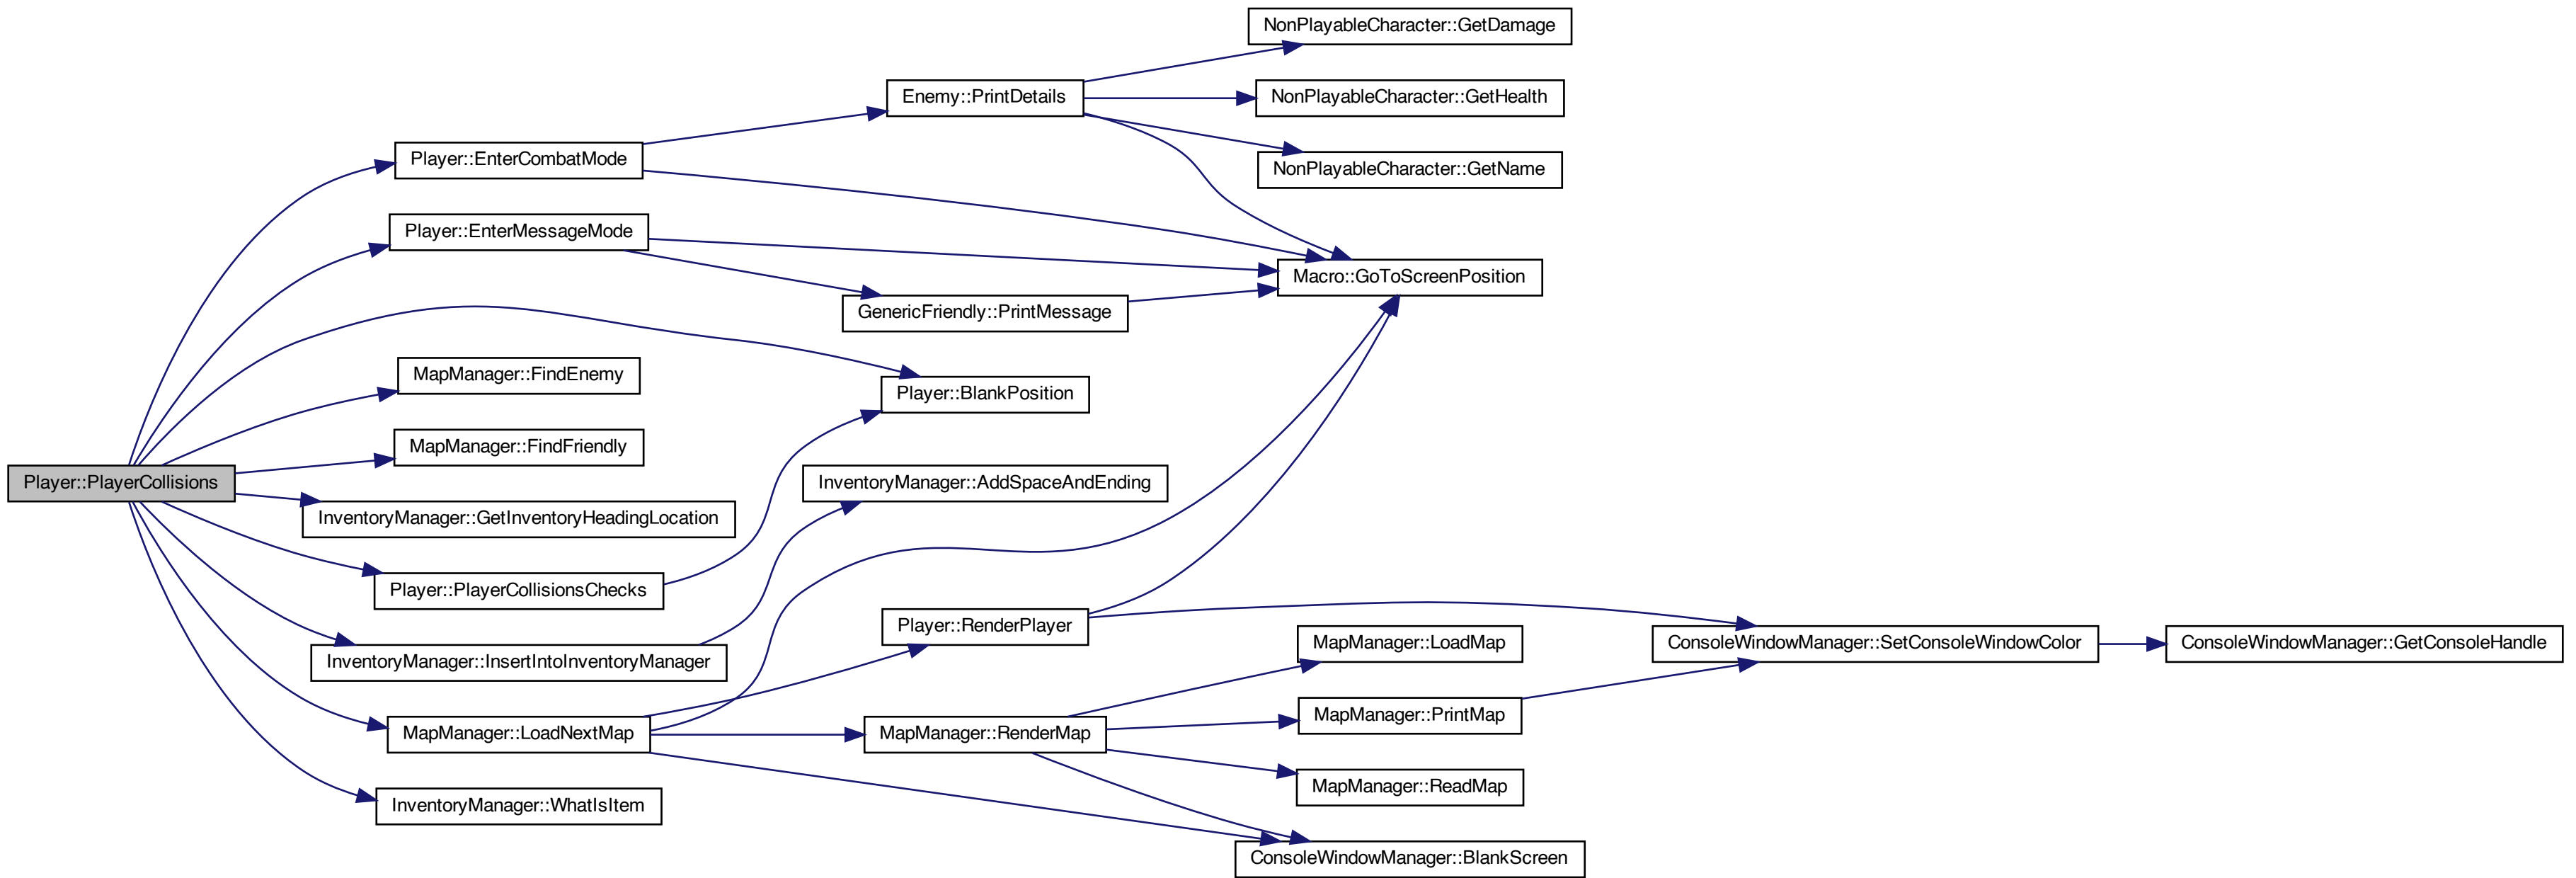 NonPlayableCharacter::GetDamage
Enemy::PrintDetails
NonPlayableCharacter::GetHealth
Player::EnterCombatMode
NonPlayableCharacter::GetName
Player::EnterMessageMode
Macro::GoToScreenPosition
GenericFriendly::PrintMessage
MapManager::FindEnemy
Player::BlankPosition
MapManager::FindFriendly
Player::PlayerCollisions
InventoryManager::AddSpaceAndEnding
InventoryManager::GetInventoryHeadingLocation
Player::PlayerCollisionsChecks
Player::RenderPlayer
MapManager::LoadMap
ConsoleWindowManager::SetConsoleWindowColor
ConsoleWindowManager::GetConsoleHandle
InventoryManager::InsertIntoInventoryManager
MapManager::PrintMap
MapManager::LoadNextMap
MapManager::RenderMap
MapManager::ReadMap
InventoryManager::WhatIsItem
ConsoleWindowManager::BlankScreen